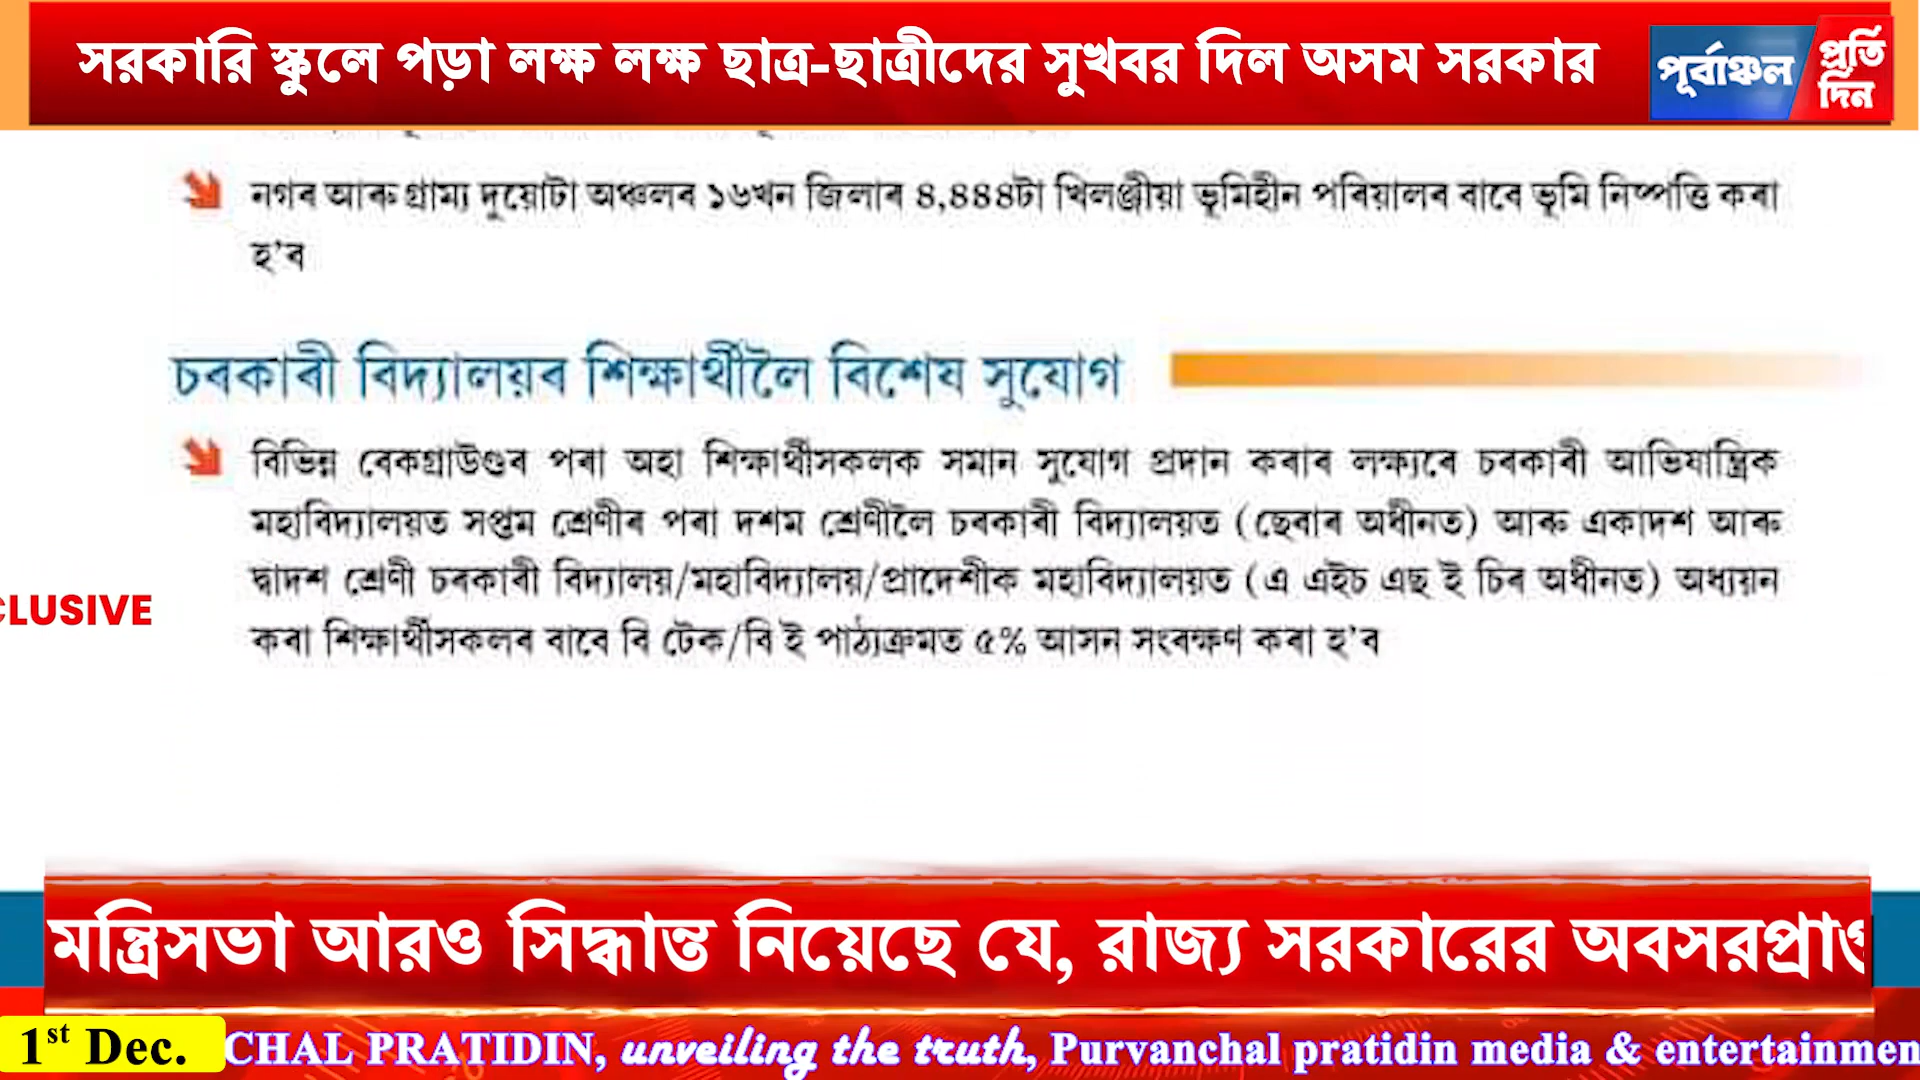 সরকারি স্কুলে পড়া লক্ষ লক্ষ ছাত্র-ছাত্রীদের সুখবর দিল অসম সরকার
পূর্বাঞ্চল
প্রতি
দিন
নগৰ আৰু গ্ৰাম্য দুয়োটা অঞ্চলৰ ১৬খন জিলাৰ ৪,৪৪৪টা খিলঞ্জীয়া ভূমিহীন পৰিয়ালৰ বাবে ভূমি নিষ্পত্তি কৰা
হ’ব
চৰকাৰী বিদ্যালয়ৰ শিক্ষাৰ্থীলৈ বিশেষ সুযোগ
বিভিন্ন বেকগ্ৰাউণ্ডৰ পৰা অহা শিক্ষাৰ্থীসকলক সমান সুযোগ প্ৰদান কৰাৰ লক্ষ্যৰে চৰকাৰী আভিযান্ত্ৰিক
মহাবিদ্যালয়ত সপ্তম শ্ৰেণীৰ পৰা দশম শ্ৰেণীলৈ চৰকাৰী বিদ্যালয়ত (ছেবাৰ অধীনত) আৰু একাদশ আৰু
দ্বাদশ শ্ৰেণী চৰকাৰী বিদ্যালয়/মহাবিদ্যালয়/প্ৰাদেশীক মহাবিদ্যালয়ত (এ এইচ এছ ই চিৰ অধীনত) অধ্যয়ন
কৰা শিক্ষাৰ্থীসকলৰ বাবে বি টেক/বি ই পাঠ্যক্ৰমত ৫% আসন সংৰক্ষণ কৰা হ’ব
CLUSIVE
মন্ত্রিসভা আরও সিদ্ধান্ত নিয়েছে যে, রাজ্য সরকারের
1st Dec.
CHAL PRATIDIN, unveiling the truth, Purvanchal pratidin media & entertainmen